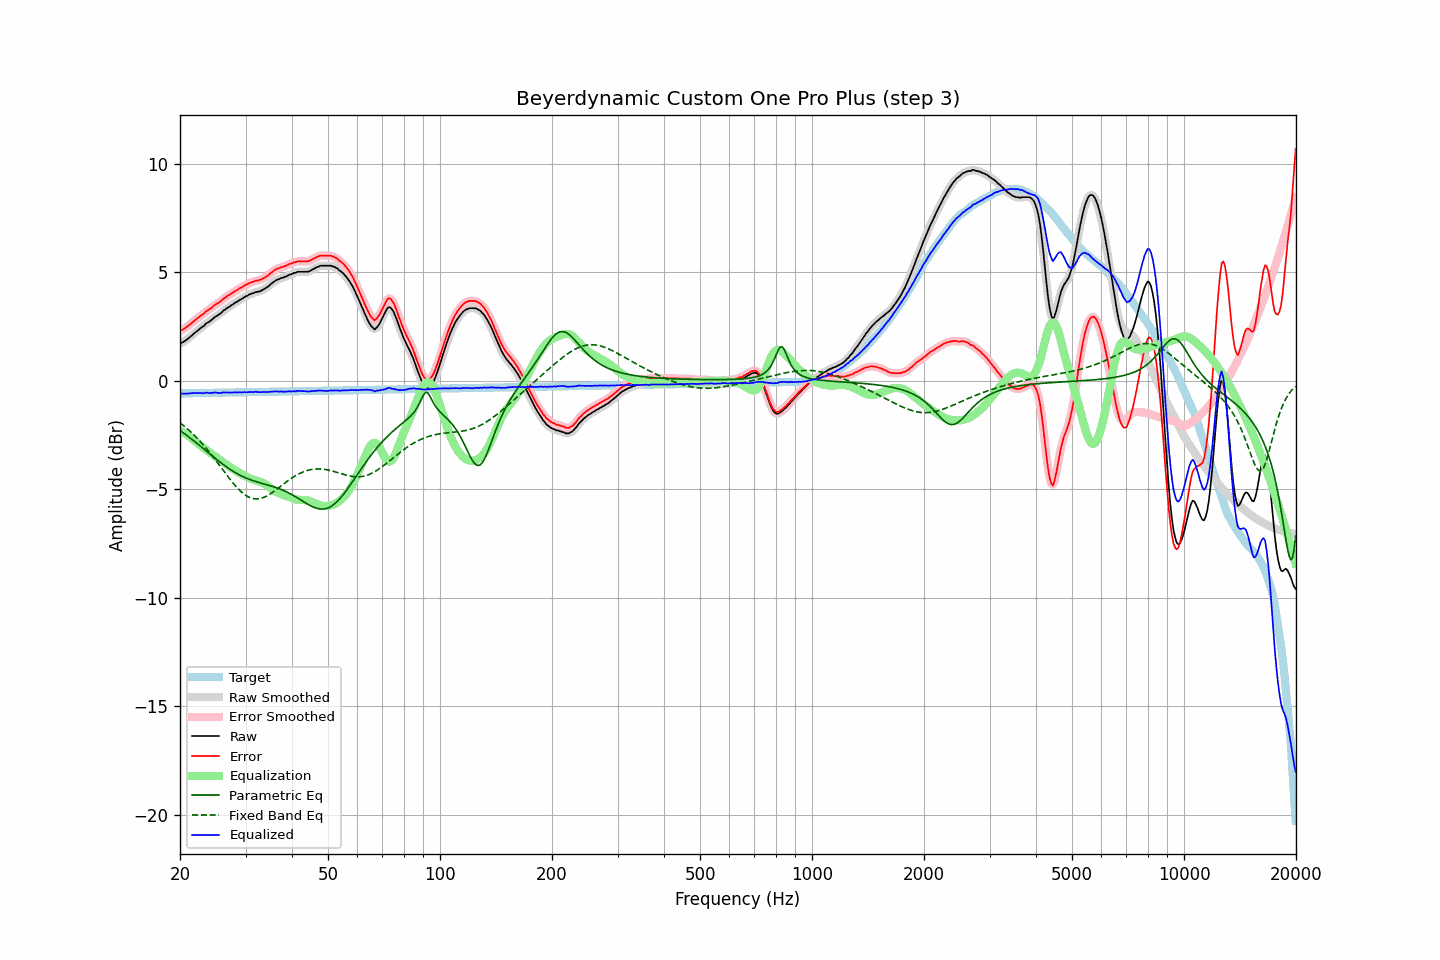 Beyerdynamic Custom One Pro Plus (step 3)
Amplitude (dBr)
10
5
0
−5
−10
−15
−20
Target
Raw Smoothed
Error Smoothed
Raw
Error
Equalization
Parametric Eq
Fixed Band Eq
Equalized
20 50 100 200 500 1000 2000 5000 10000 20000
Frequency (Hz)